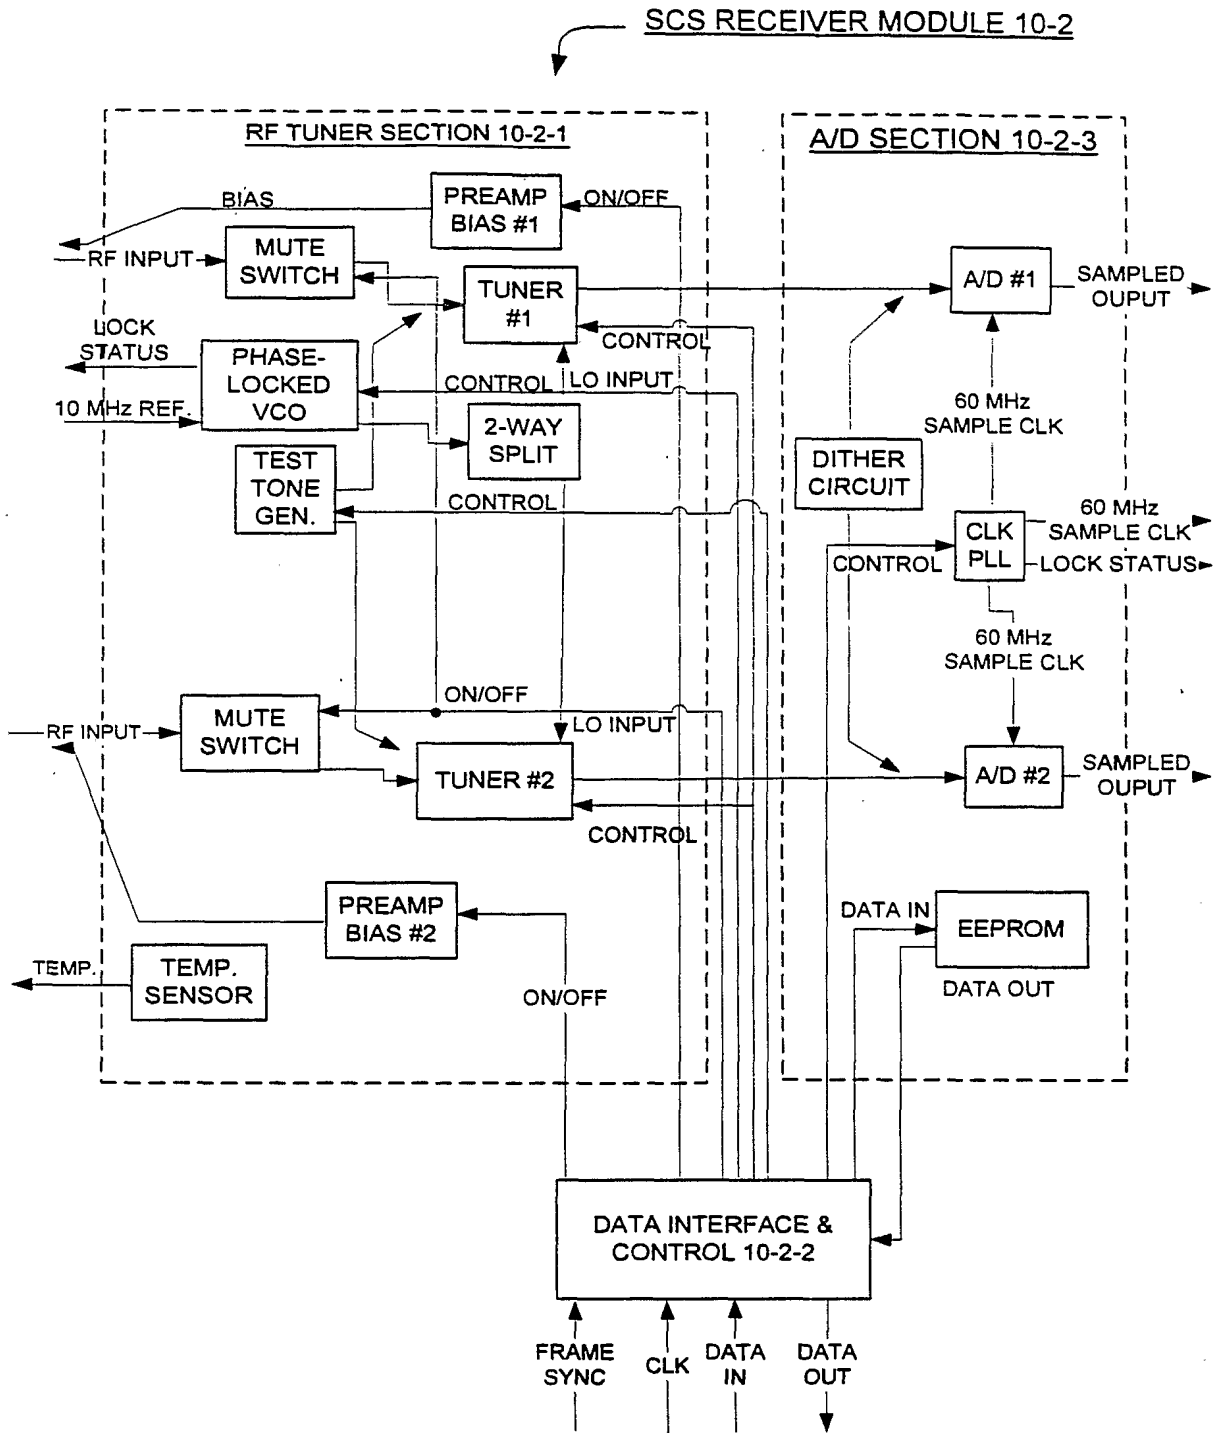 SCS RECEIVER MODULE 10-2
RF TUNER SECTION 10-2-1
A/D SECTION 10-2-3
BIAS
PREAMP
BIAS #1
ON/OFF
RF INPUT
MUTE
SWITCH
TUNER
#1
A/D #1
SAMPLED
OUPUT
LOCK
STATUS
PHASE-
LOCKED
VCO
CONTROL
CONTROL
LO INPUT
10 MHz REF.
2-WAY
SPLIT
60 MHz
SAMPLE CLK
TEST
TONE
GEN.
CONTROL
DITHER
CIRCUIT
60 MHz
SAMPLE CLK
CLK
PLL
CONTROL
LOCK STATUS
60 MHz
SAMPLE CLK
RF INPUT
MUTE
SWITCH
ON/OFF
LO INPUT
TUNER #2
CONTROL
A/D #2
SAMPLED
OUPUT
PREAMP
BIAS #2
DATA IN
EEPROM
DATA OUT
TEMP.
TEMP.
SENSOR
ON/OFF
DATA INTERFACE &
CONTROL 10-2-2
FRAME
SYNC
CLK
DATA
IN
DATA
OUT